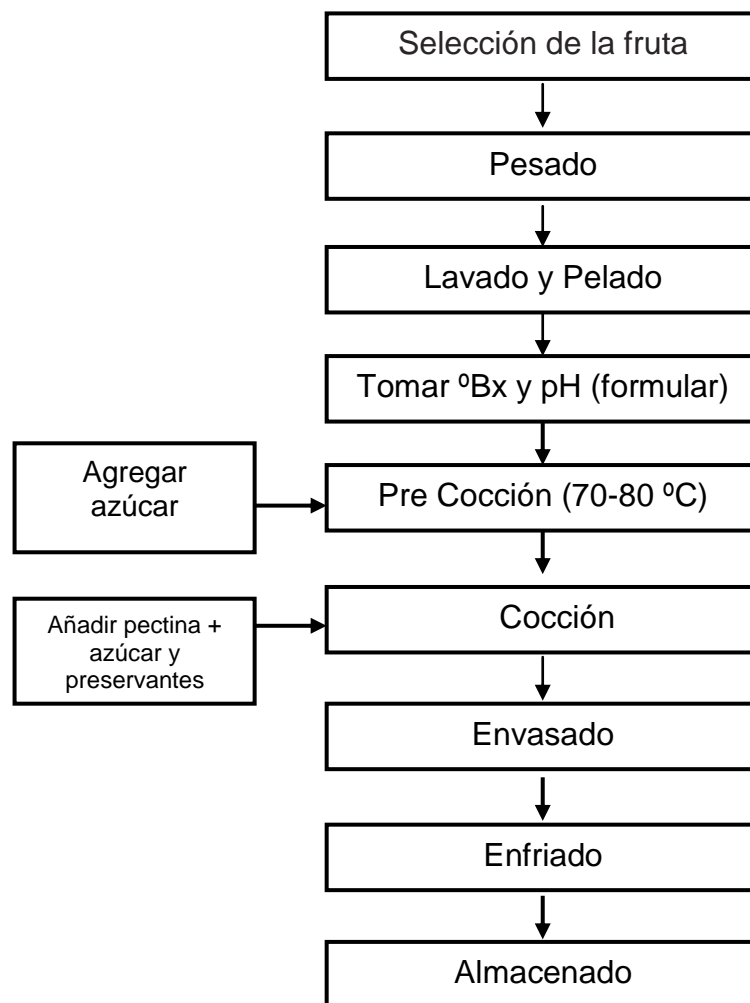 Selección de la fruta
Pesado
Lavado y Pelado
Tomar ºBx y pH (formular)
Agregar
azúcar
Pre Cocción (70-80 ºC)
Añadir pectina +
azúcar y
preservantes
Cocción
Envasado
Enfriado
Almacenado